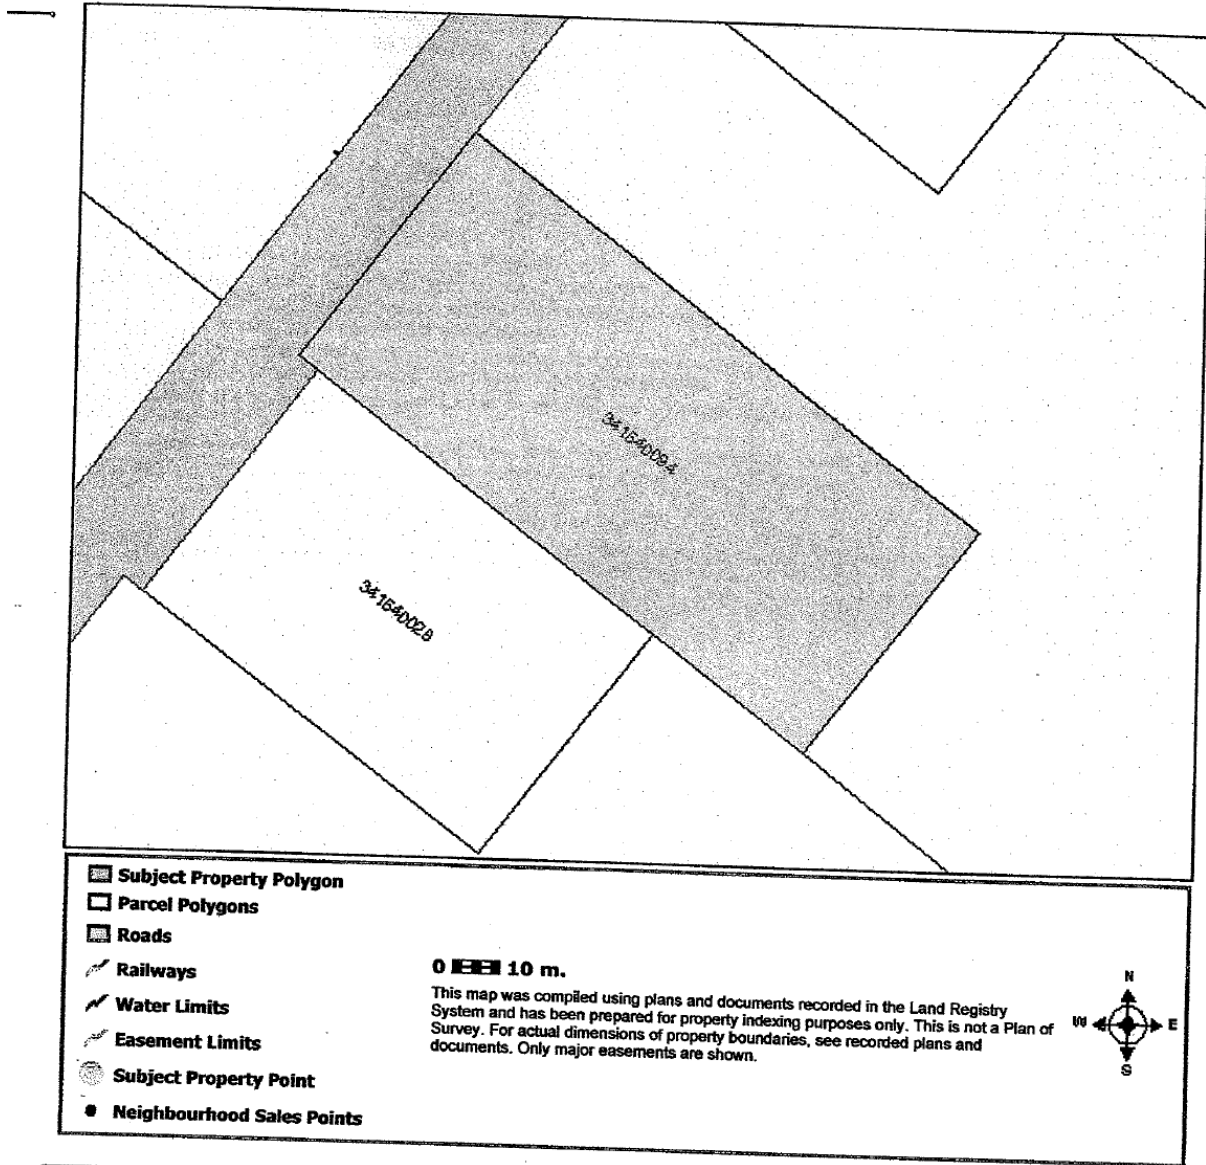 341540094
341540028
Subject Property Polygon
Parcel Polygons
Roads
Railways
Water Limits
Easement Limits
Subject Property Point
Neighbourhood Sales Points
0 10 m.
This map was compiled using plans and documents recorded in the Land Registry
System and has been prepared for property indexing purposes only. This is not a Plan of
Survey. For actual dimensions of property boundaries, see recorded plans and
documents. Only major easements are shown.
N
W E
S